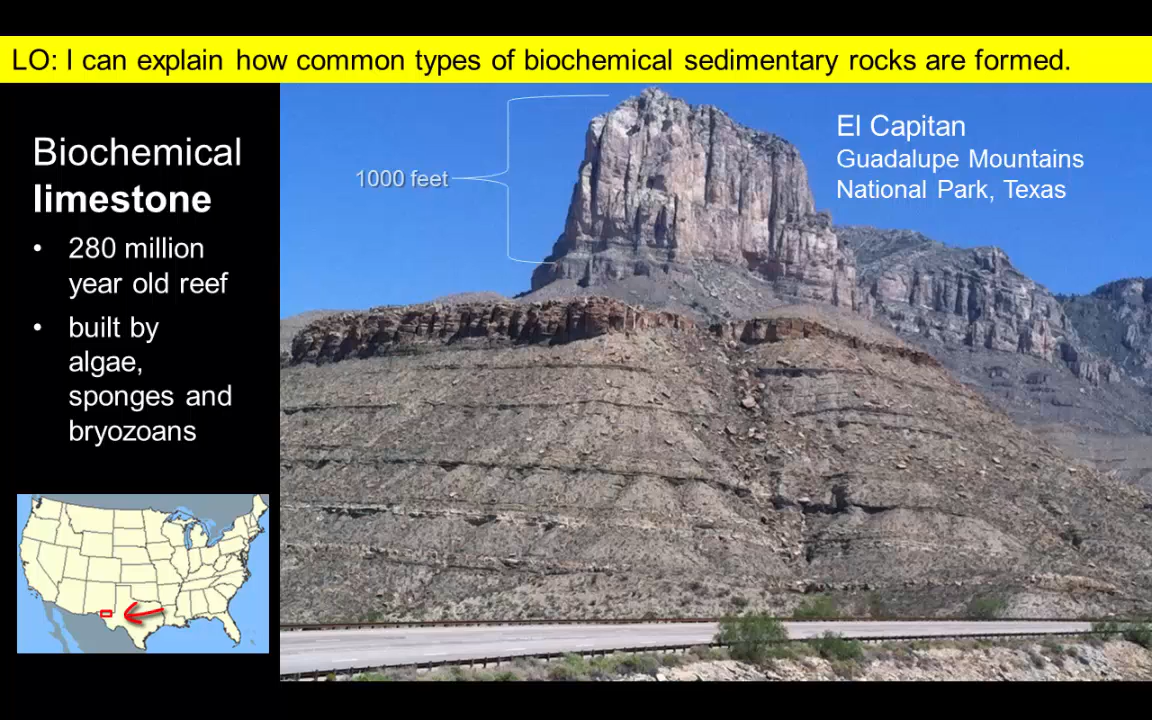 LO: I can explain how common types of biochemical sedimentary rocks are formed.
Biochemical
limestone
• 280 million
year old reef
• built by
algae,
sponges and
bryozoans
1000 feet
El Capitan
Guadalupe Mountains
National Park, Texas